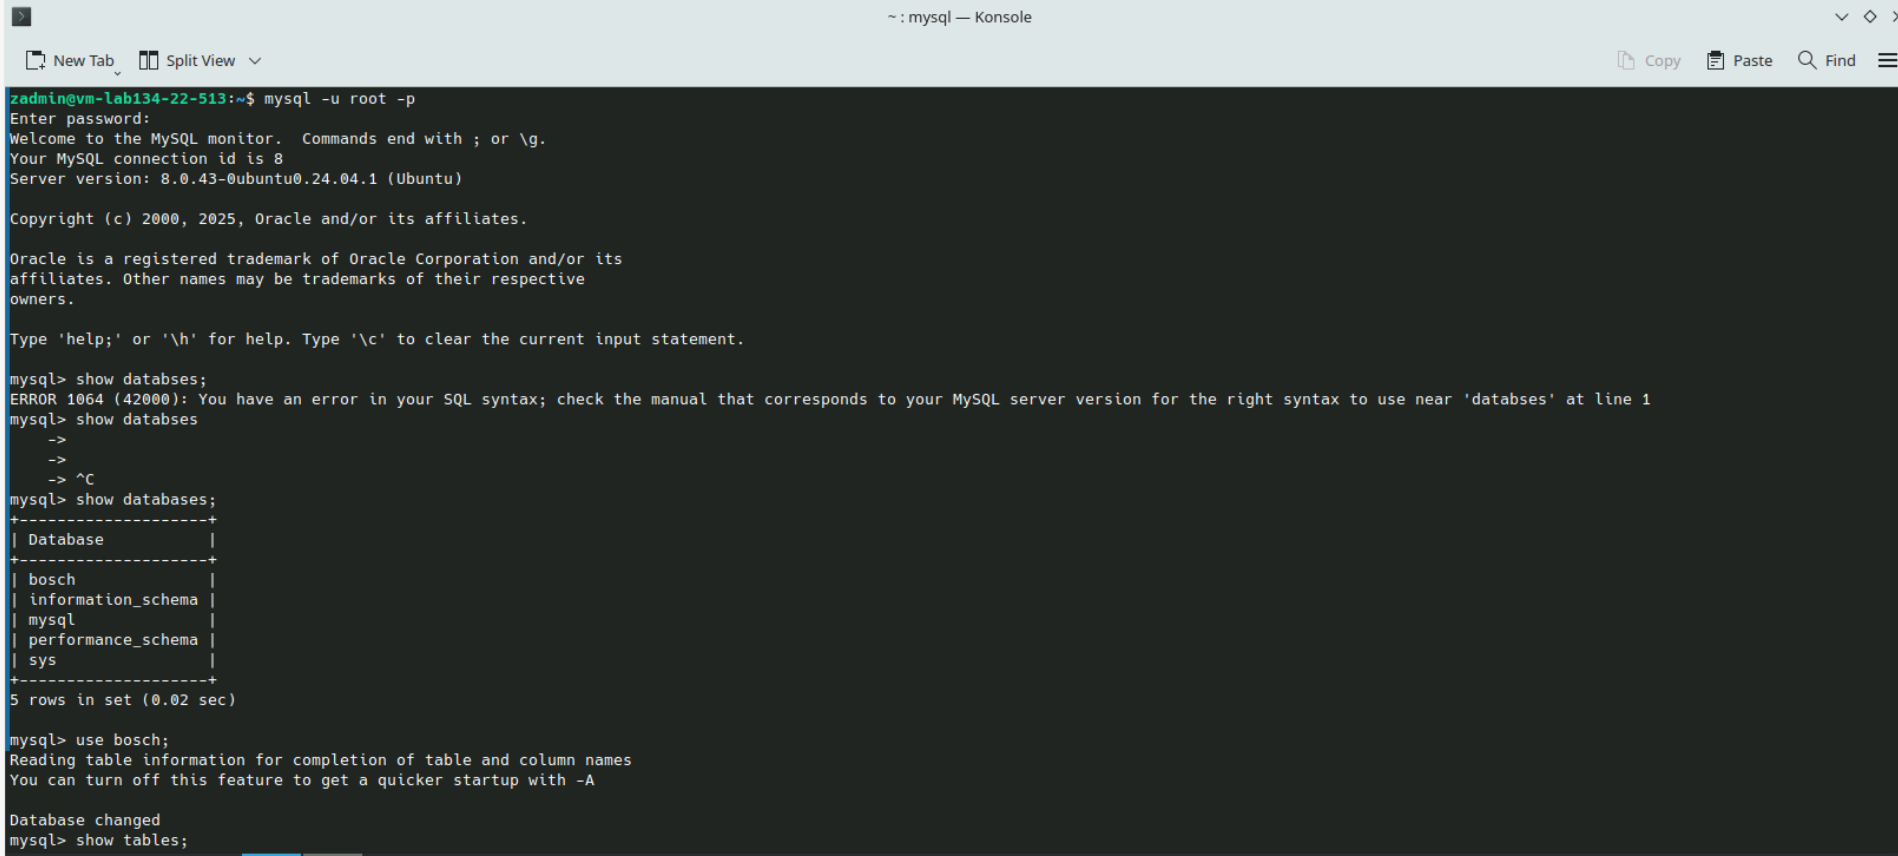 ~ : mysql — Konsole
New Tab Split View Copy Paste Find
zadmin@vm-lab134-22-513:~$ mysql -u root -p
Enter password:
Welcome to the MySQL monitor.  Commands end with ; or \g.
Your MySQL connection id is 8
Server version: 8.0.43-0ubuntu0.24.04.1 (Ubuntu)
Copyright (c) 2000, 2025, Oracle and/or its affiliates.
Oracle is a registered trademark of Oracle Corporation and/or its
affiliates. Other names may be trademarks of their respective
owners.
Type 'help;' or '\h' for help. Type '\c' to clear the current input statement.
mysql> show databses;
ERROR 1064 (42000): You have an error in your SQL syntax; check the manual that corresponds to your MySQL server version for the right syntax to use near 'databses' at line 1
mysql> show databses
    ->
    ->
    -> ^C
mysql> show databases;
+--------------------+
| Database           |
+--------------------+
| bosch              |
| information_schema |
| mysql              |
| performance_schema |
| sys                |
+--------------------+
5 rows in set (0.02 sec)
mysql> use bosch;
Reading table information for completion of table and column names
You can turn off this feature to get a quicker startup with -A
Database changed
mysql> show tables;